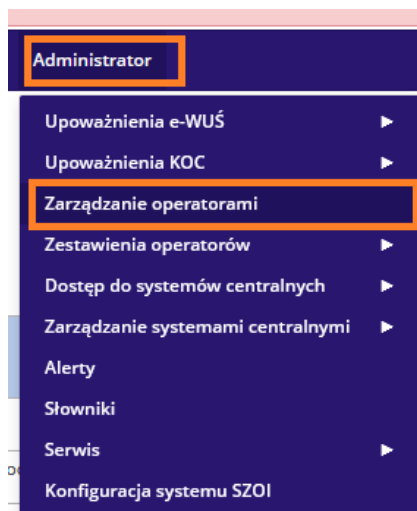 Administrator
Upoważnienia e-WUŚ
Upoważnienia KOC
Zarządzanie operatorami
Zestawienia operatorów
Dostęp do systemów centralnych
Zarządzanie systemami centralnymi
Alerty
Słowniki
Serwis
Konfiguracja systemu SZOI